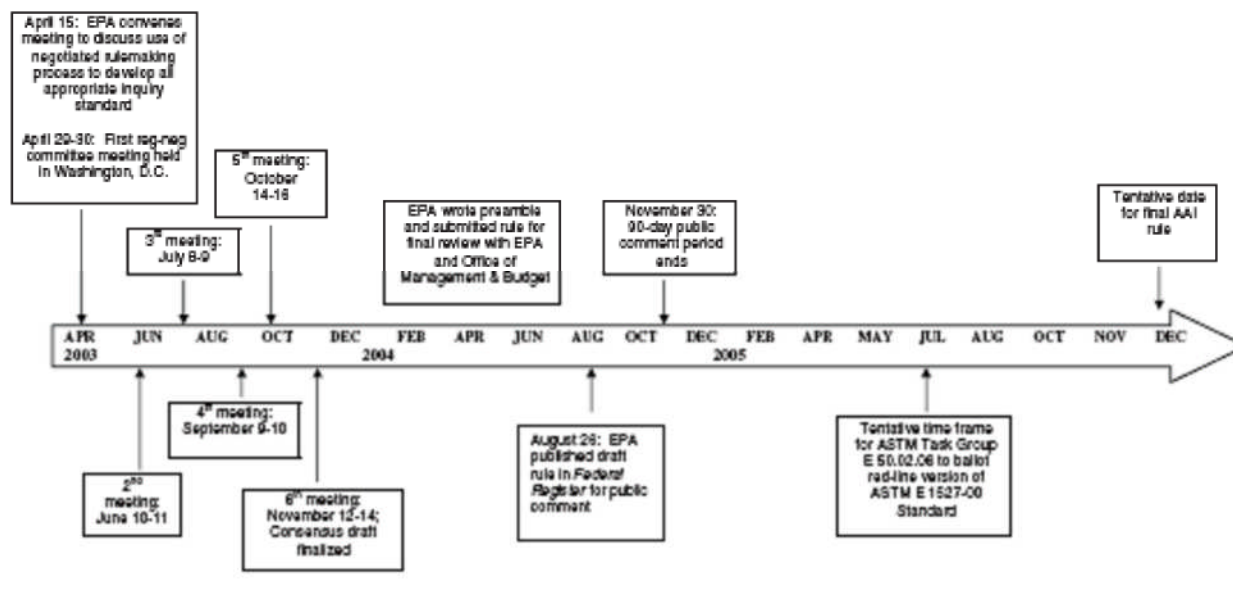 April 15: EPA convenes
meeting to discuss use of
negotiated rulemaking
process to develop all
appropriate inquiry
standard
April 29-30: First reg-neg
committee meeting held
in Washington, D.C.
5th meeting:
October
14-16
3rd meeting:
July 8-9
EPA wrote preamble
and submitted rule for
final review with EPA
and Office of
Management & Budget
November 30:
90-day public
comment period
ends
Tentative date
for final AAI
rule
APR JUN AUG OCT DEC FEB APR JUN AUG OCT DEC FEB APR MAY JUL AUG OCT NOV DEC
2003 2004 2005
4th meeting:
September 9-10
2nd
meeting:
June 10-11
6th meeting:
November 12-14;
Consensus draft
finalized
August 26: EPA
published draft
rule in Federal
Register for public
comment
Tentative time frame
for ASTM Task Group
E 50.02.06 to ballot
red-line version of
ASTM E 1527-00
Standard